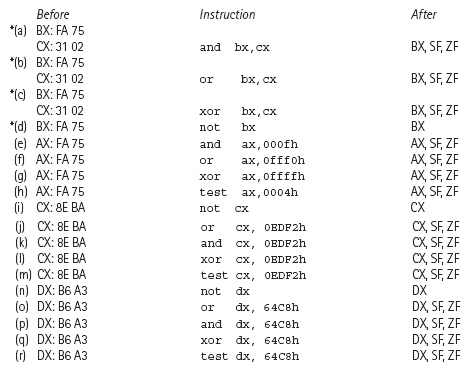 Before Instruction After
*(a) BX: FA 75
CX: 31 02 and bx,cx BX, SF, ZF
*(b) BX: FA 75
CX: 31 02 or bx,cx BX, SF, ZF
*(c) BX: FA 75
CX: 31 02 xor bx,cx BX, SF, ZF
*(d) BX: FA 75 not bx BX
(e) AX: FA 75 and ax,000fh AX, SF, ZF
(f) AX: FA 75 or ax,0fff0h AX, SF, ZF
(g) AX: FA 75 xor ax,0ffffh AX, SF, ZF
(h) AX: FA 75 test ax,0004h AX, SF, ZF
(i) CX: 8E BA not cx CX
(j) CX: 8E BA or cx, 0EDF2h CX, SF, ZF
(k) CX: 8E BA and cx, 0EDF2h CX, SF, ZF
(l) CX: 8E BA xor cx, 0EDF2h CX, SF, ZF
(m) CX: 8E BA test cx, 0EDF2h CX, SF, ZF
(n) DX: B6 A3 not dx DX
(o) DX: B6 A3 or dx, 64C8h DX, SF, ZF
(p) DX: B6 A3 and dx, 64C8h DX, SF, ZF
(q) DX: B6 A3 xor dx, 64C8h DX, SF, ZF
(r) DX: B6 A3 test dx, 64C8h DX, SF, ZF